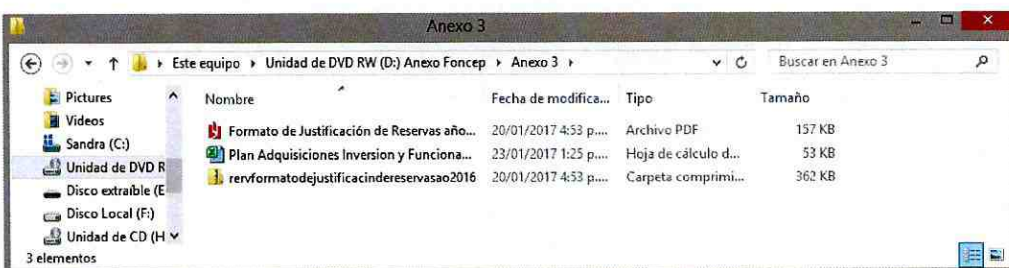 Anexo 3
Este equipo ▸ Unidad de DVD RW (D:) Anexo Foncep ▸ Anexo 3 ▸ Buscar en Anexo 3
Pictures
Videos
Sandra (C:)
Unidad de DVD R
Disco extraíble (E
Disco Local (F:)
Unidad de CD (H
Nombre Fecha de modifica... Tipo Tamaño
Formato de Justificación de Reservas año... 20/01/2017 4:53 p.... Archivo PDF 157 KB
Plan Adquisiciones Inversion y Funciona... 23/01/2017 1:25 p.... Hoja de cálculo d... 53 KB
rervformatodejustificacindereservasao2016 20/01/2017 4:53 p.... Carpeta comprimi... 362 KB
3 elementos